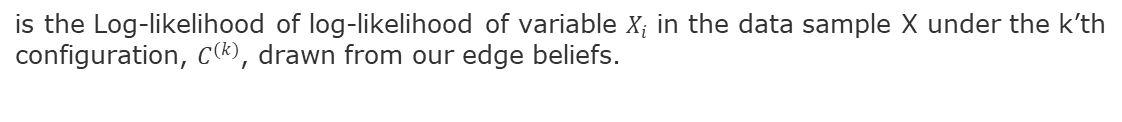 is the Log-likelihood of log-likelihood of variable X_i in the data sample X under the k’th
configuration, C^(k), drawn from our edge beliefs.